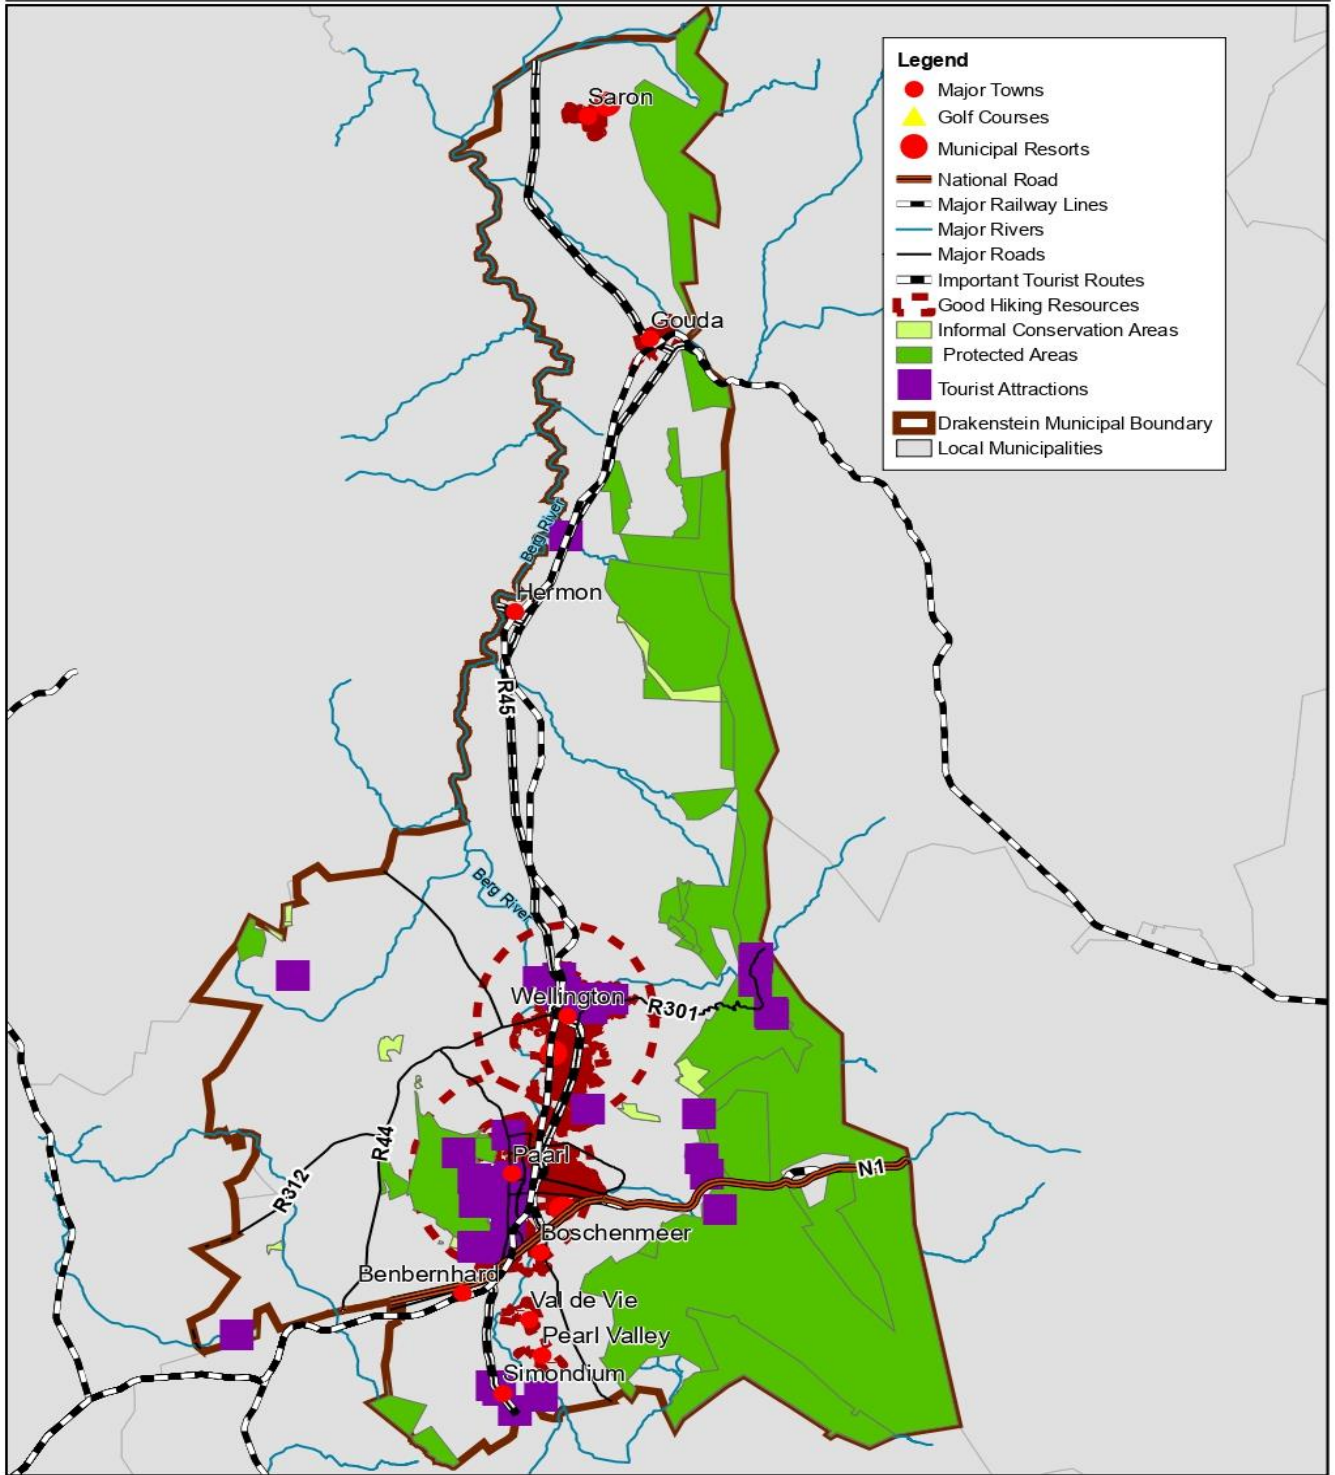 Legend
Major Towns
Golf Courses
Municipal Resorts
National Road
Major Railway Lines
Major Rivers
Major Roads
Important Tourist Routes
Good Hiking Resources
Informal Conservation Areas
Protected Areas
Tourist Attractions
Drakenstein Municipal Boundary
Local Municipalities
Saron
Gouda
Berg River
Hermon
R45
Berg River
Wellington
R301
R44
Paarl
N1
R312
Boschenmeer
Benbernhard
Val de Vie
Pearl Valley
Simondium